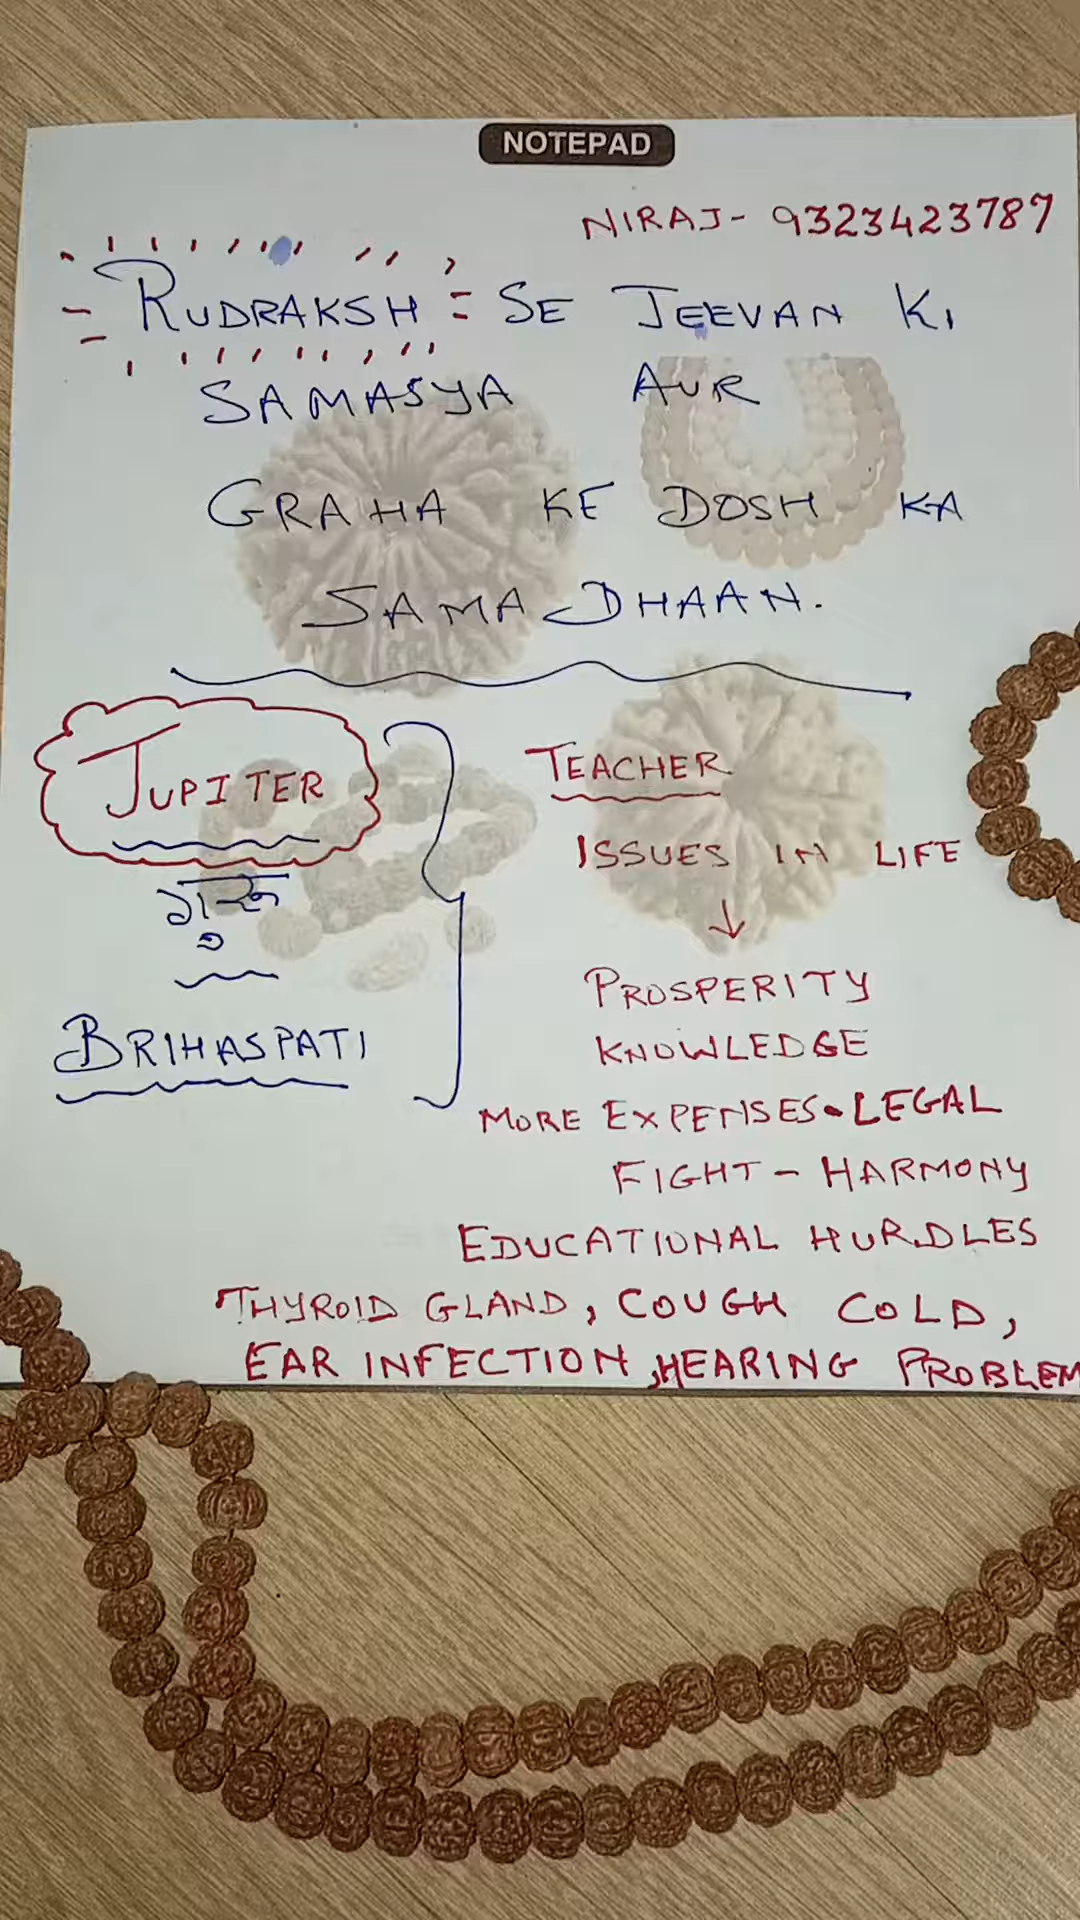 NOTEPAD
NIRAJ- 9323423787
RUDRAKSH SE JEEVAN KI
SAMASYA AUR
GRAHA KE DOSH KA
SAMADHAAN.
JUPITER
गुरू
BRIHASPATI
TEACHER
ISSUES IN LIFE
PROSPERITY
KNOWLEDGE
MORE EXPENSES - LEGAL
FIGHT - HARMONY
EDUCATIONAL HURDLES
THYROID GLAND, COUGH COLD,
EAR INFECTION, HEARING PROBLEM